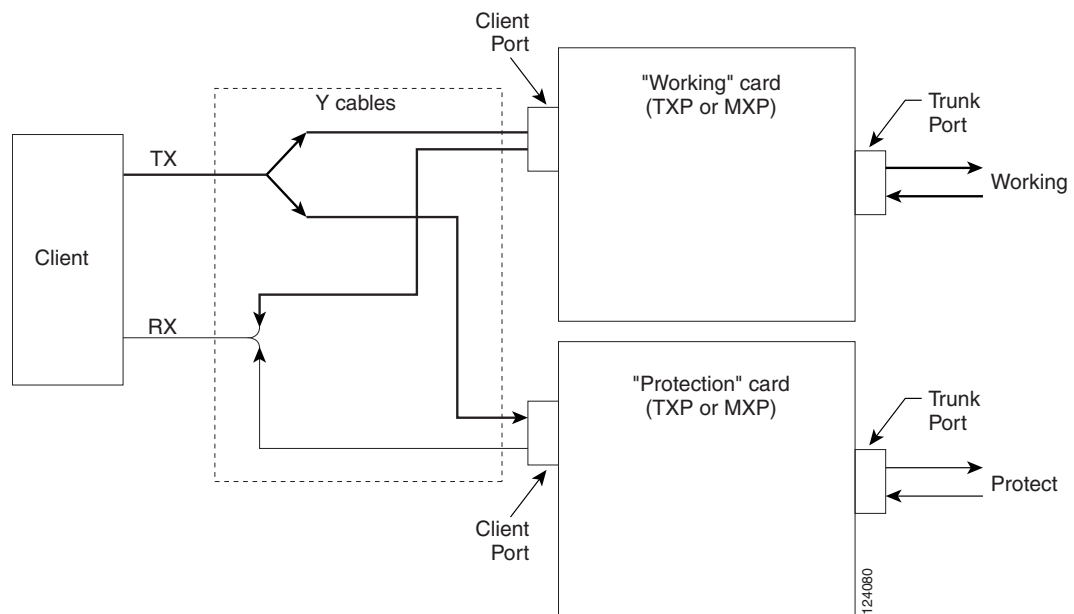 Client
Port
"Working" card
(TXP or MXP)
Y cables
Trunk
Port
TX
Working
Client
RX
"Protection" card
(TXP or MXP)
Trunk
Port
Protect
Client
Port
124080